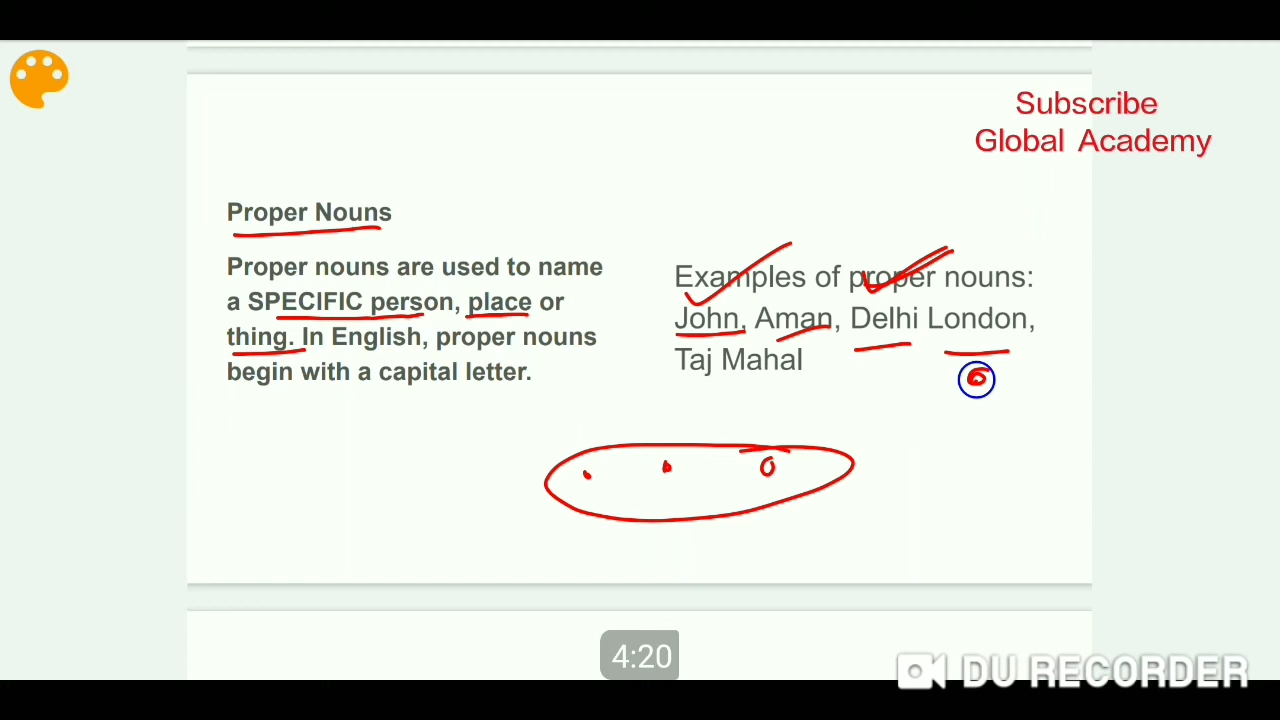 Subscribe
Global Academy
Proper Nouns
Proper nouns are used to name
a SPECIFIC person, place or
thing. In English, proper nouns
begin with a capital letter.
Examples of proper nouns:
John, Aman, Delhi London,
Taj Mahal
4:20
DU RECORDER